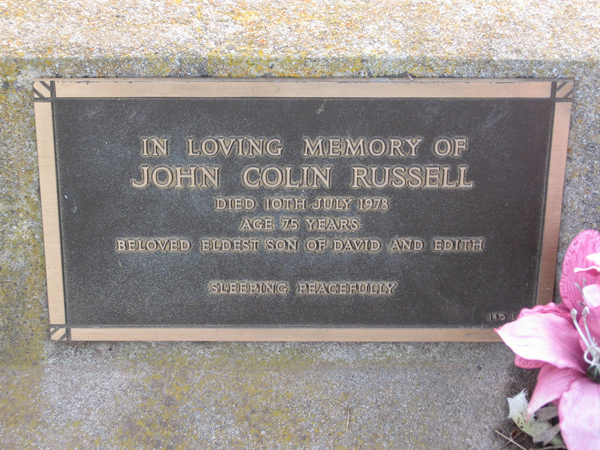 IN LOVING MEMORY OF
JOHN COLIN RUSSELL
DIED 10TH JULY 1978
AGE 75 YEARS
BELOVED ELDEST SON OF DAVID AND EDITH
SLEEPING PEACEFULLY